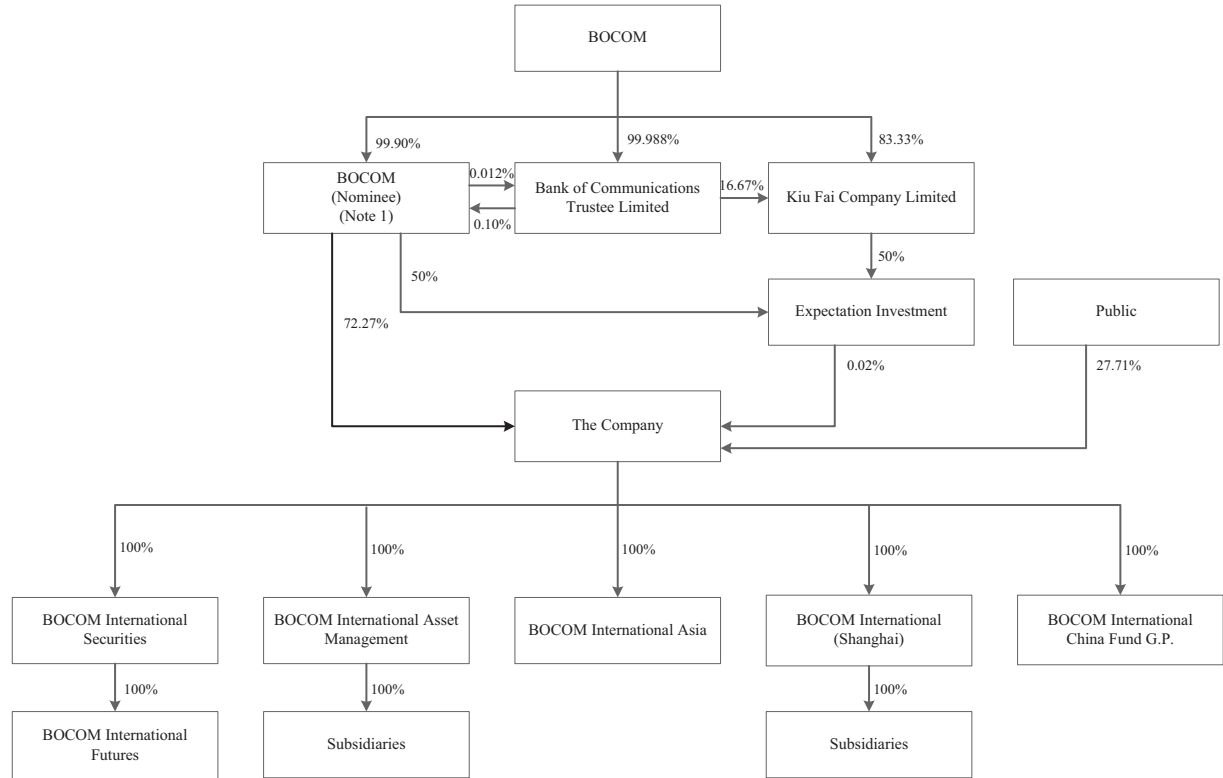 BOCOM
99.90%
99.988%
83.33%
BOCOM
(Nominee)
(Note 1)
0.012%
0.10%
Bank of Communications
Trustee Limited
16.67%
Kiu Fai Company Limited
50%
50%
72.27%
Expectation Investment
Public
0.02%
27.71%
The Company
100%
100%
100%
100%
100%
BOCOM International
Securities
BOCOM International Asset
Management
BOCOM International Asia
BOCOM International
(Shanghai)
BOCOM International
China Fund G.P.
100%
100%
100%
BOCOM International
Futures
Subsidiaries
Subsidiaries